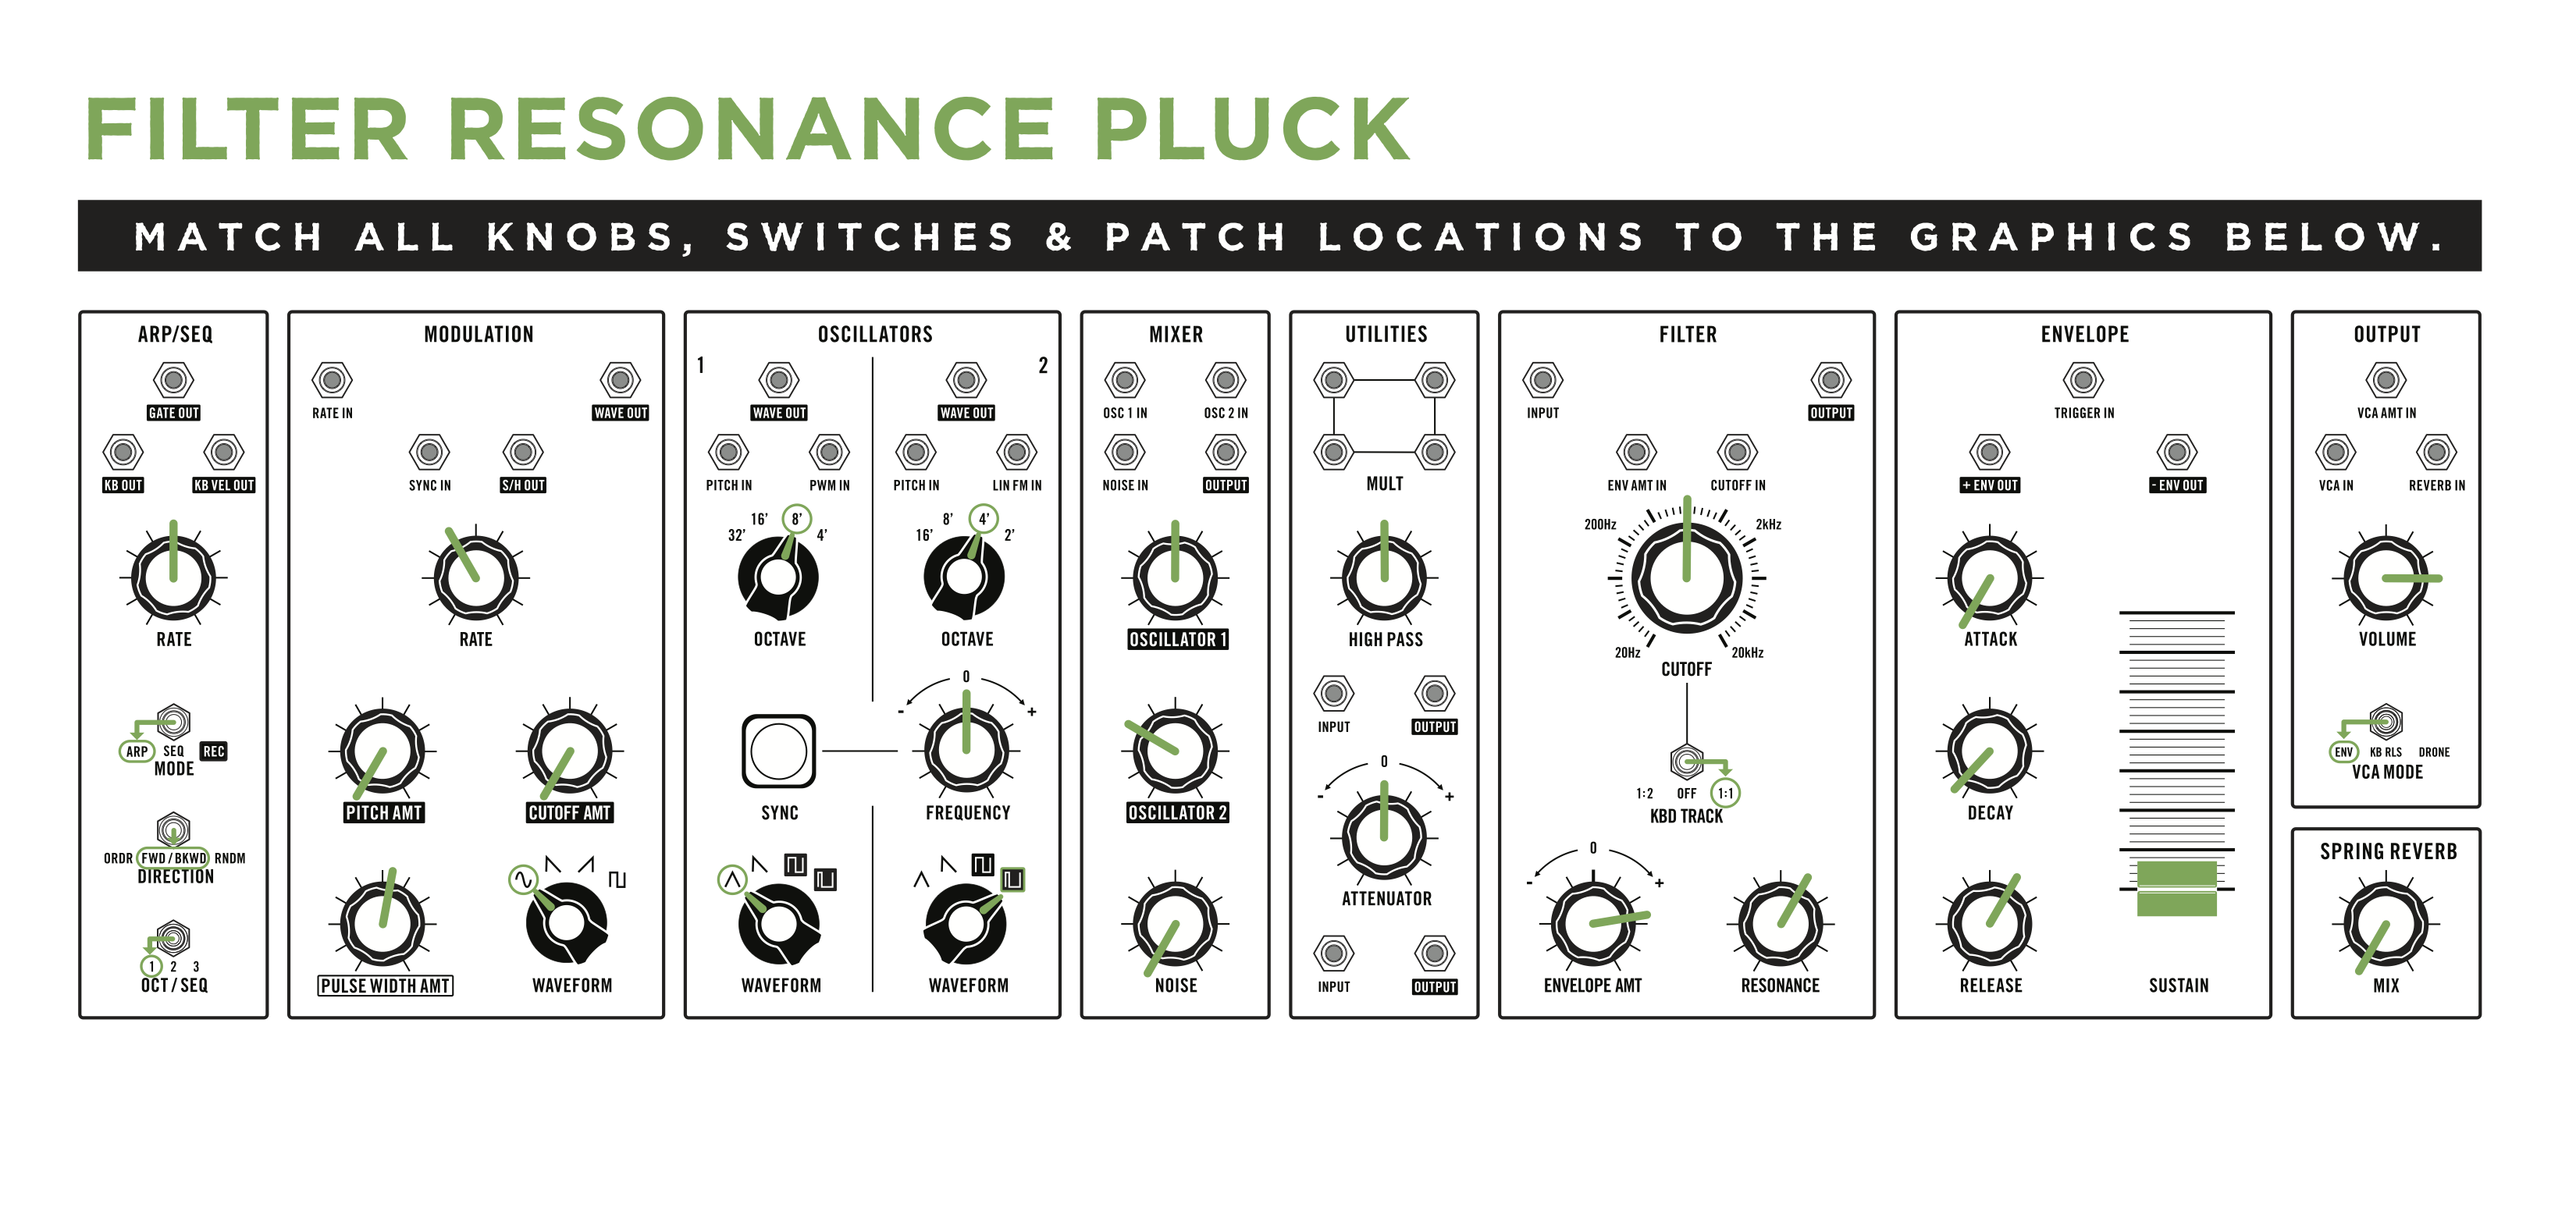 FILTER RESONANCE PLUCK
MATCH ALL KNOBS, SWITCHES & PATCH LOCATIONS TO THE GRAPHICS BELOW.
ARP/SEQ
GATE OUT
KB OUT KB VEL OUT
RATE
ARP SEQ REC
MODE
ORDR FWD / BKWD RNDM
DIRECTION
1 2 3
OCT / SEQ
MODULATION
RATE IN WAVE OUT
SYNC IN S/H OUT
RATE
PITCH AMT CUTOFF AMT
PULSE WIDTH AMT WAVEFORM
OSCILLATORS
1 2
WAVE OUT WAVE OUT
PITCH IN PWM IN PITCH IN LIN FM IN
32' 16' 8' 4' 16' 8' 4' 2'
OCTAVE OCTAVE
0
- +
SYNC FREQUENCY
WAVEFORM WAVEFORM
MIXER
OSC 1 IN OSC 2 IN
NOISE IN OUTPUT
OSCILLATOR 1
OSCILLATOR 2
NOISE
UTILITIES
MULT
HIGH PASS
INPUT OUTPUT
0
- +
ATTENUATOR
INPUT OUTPUT
FILTER
INPUT OUTPUT
ENV AMT IN CUTOFF IN
200Hz 2kHz
20Hz 20kHz
CUTOFF
1:2 OFF 1:1
KBD TRACK
0
- +
ENVELOPE AMT RESONANCE
ENVELOPE
TRIGGER IN
+ ENV OUT - ENV OUT
ATTACK
DECAY
RELEASE SUSTAIN
OUTPUT
VCA AMT IN
VCA IN REVERB IN
VOLUME
ENV KB RLS DRONE
VCA MODE
SPRING REVERB
MIX